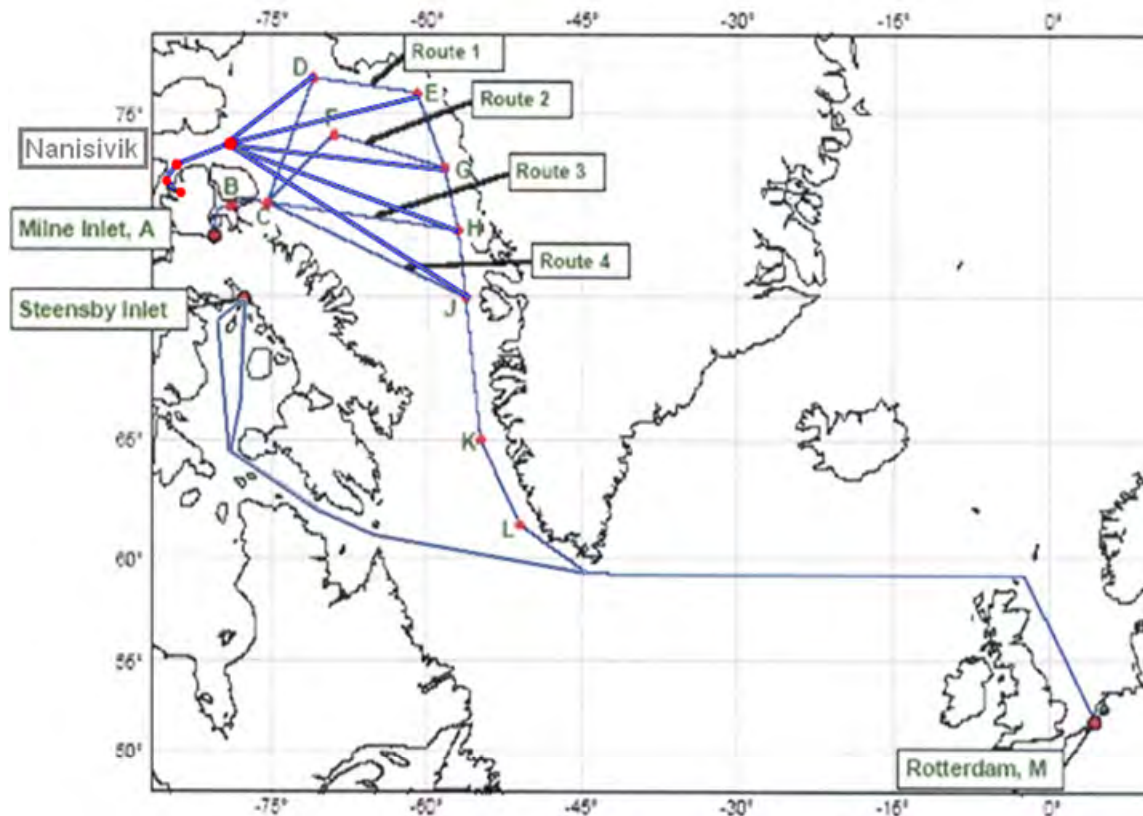 -75° -60° -45° -30° -15° 0°
Route 1
D
E
75°
Route 2
F
Nanisivik
G
Route 3
B
C
Milne Inlet, A
H
Route 4
J
Steensby Inlet
65°
K
L
60°
55°
50°
Rotterdam, M
-75° -60° -45° -30° -15° 0°